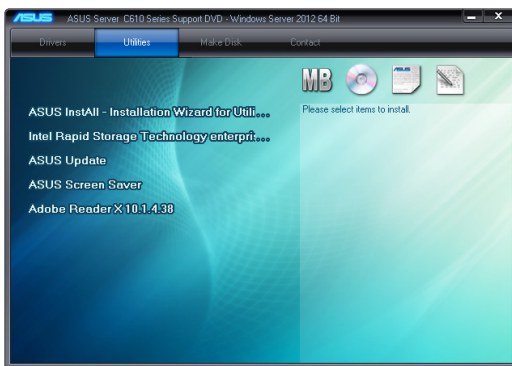 ASUS ASUS Server C610 Series Support DVD - Windows Server 2012 64 Bit
Drivers Utilities Make Disk Contact
MB
ASUS
Please select items to install.
ASUS InstAll - Installation Wizard for Utili...
Intel Rapid Storage Technology enterpri...
ASUS Update
ASUS Screen Saver
Adobe Reader X 10.1.4.38